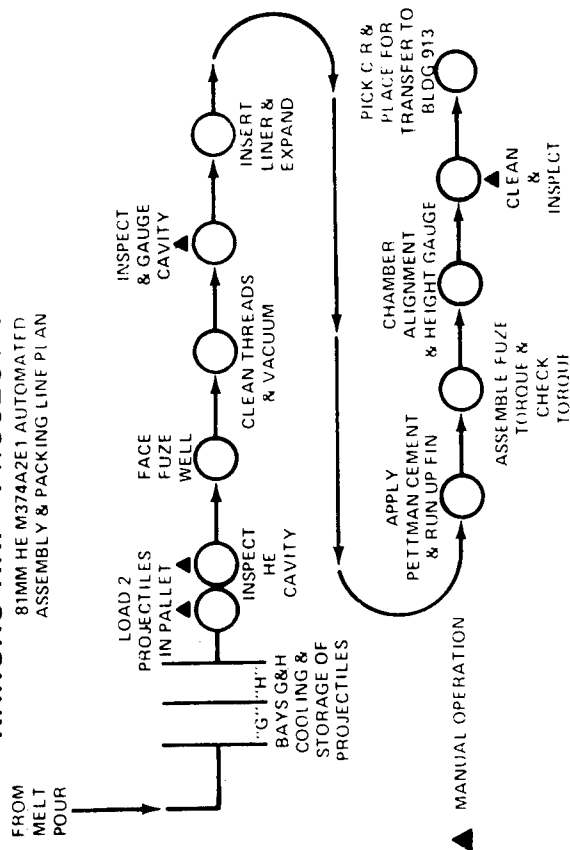 81MM HE M374A2E1 AUTOMATED
ASSEMBLY & PACKING LINE PLAN
FROM
MELT
POUR
"G" "H"
BAYS G&H
COOLING &
STORAGE OF
PROJECTILES
LOAD 2
PROJECTILES
IN PALLET
INSPECT
HE
CAVITY
FACE
FUZE
WELL
CLEAN THREADS
& VACUUM
INSPECT
& GAUGE
CAVITY
INSERT
LINER &
EXPAND
APPLY
PETTMAN CEMENT
& RUN UP FIN
ASSEMBLE FUZE
TORQUE &
CHECK
TORQUE
CHAMBER
ALIGNMENT
& HEIGHT GAUGE
CLEAN
&
INSPECT
PICK C R &
PLACE FOR
TRANSFER TO
BLDG 913
MANUAL OPERATION